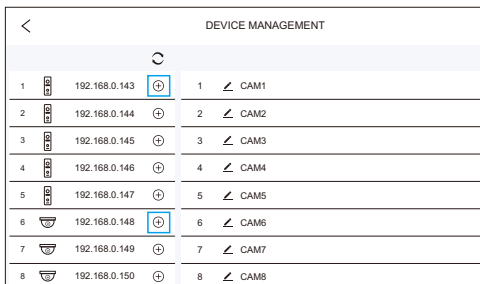 DEVICE MANAGEMENT
1 192.168.0.143 1 CAM1
2 192.168.0.144 2 CAM2
3 192.168.0.145 3 CAM3
4 192.168.0.146 4 CAM4
5 192.168.0.147 5 CAM5
6 192.168.0.148 6 CAM6
7 192.168.0.149 7 CAM7
8 192.168.0.150 8 CAM8